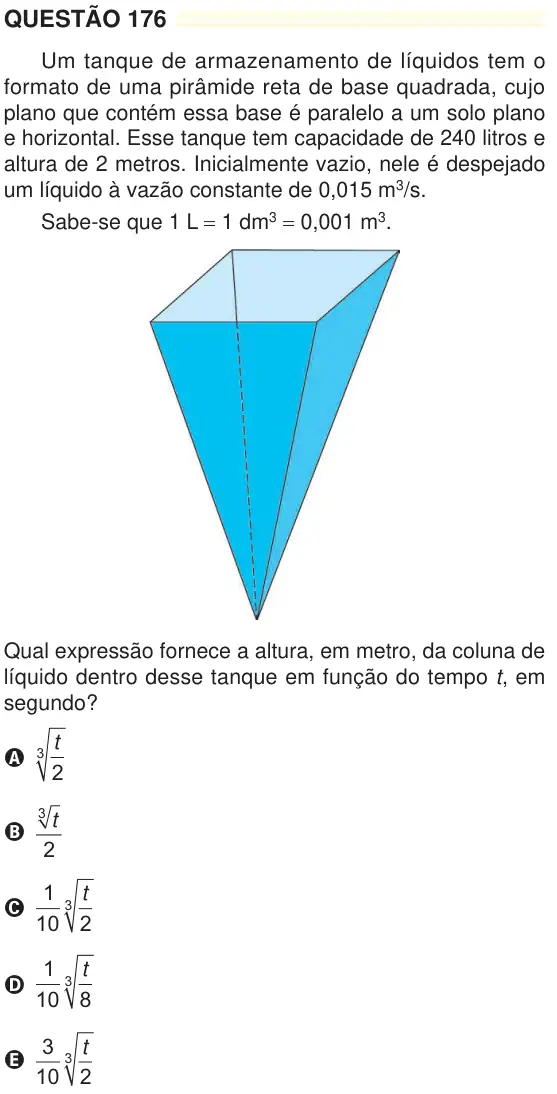 QUESTÃO 176
Um tanque de armazenamento de líquidos tem o
formato de uma pirâmide reta de base quadrada, cujo
plano que contém essa base é paralelo a um solo plano
e horizontal. Esse tanque tem capacidade de 240 litros e
altura de 2 metros. Inicialmente vazio, nele é despejado
um líquido à vazão constante de 0,015 m³/s.
Sabe-se que 1 L = 1 dm³ = 0,001 m³.
Qual expressão fornece a altura, em metro, da coluna de
líquido dentro desse tanque em função do tempo t, em
segundo?
A ∛(t/2)
B ∛t/2
C 1/10 ∛(t/2)
D 1/10 ∛(t/8)
E 3/10 ∛(t/2)